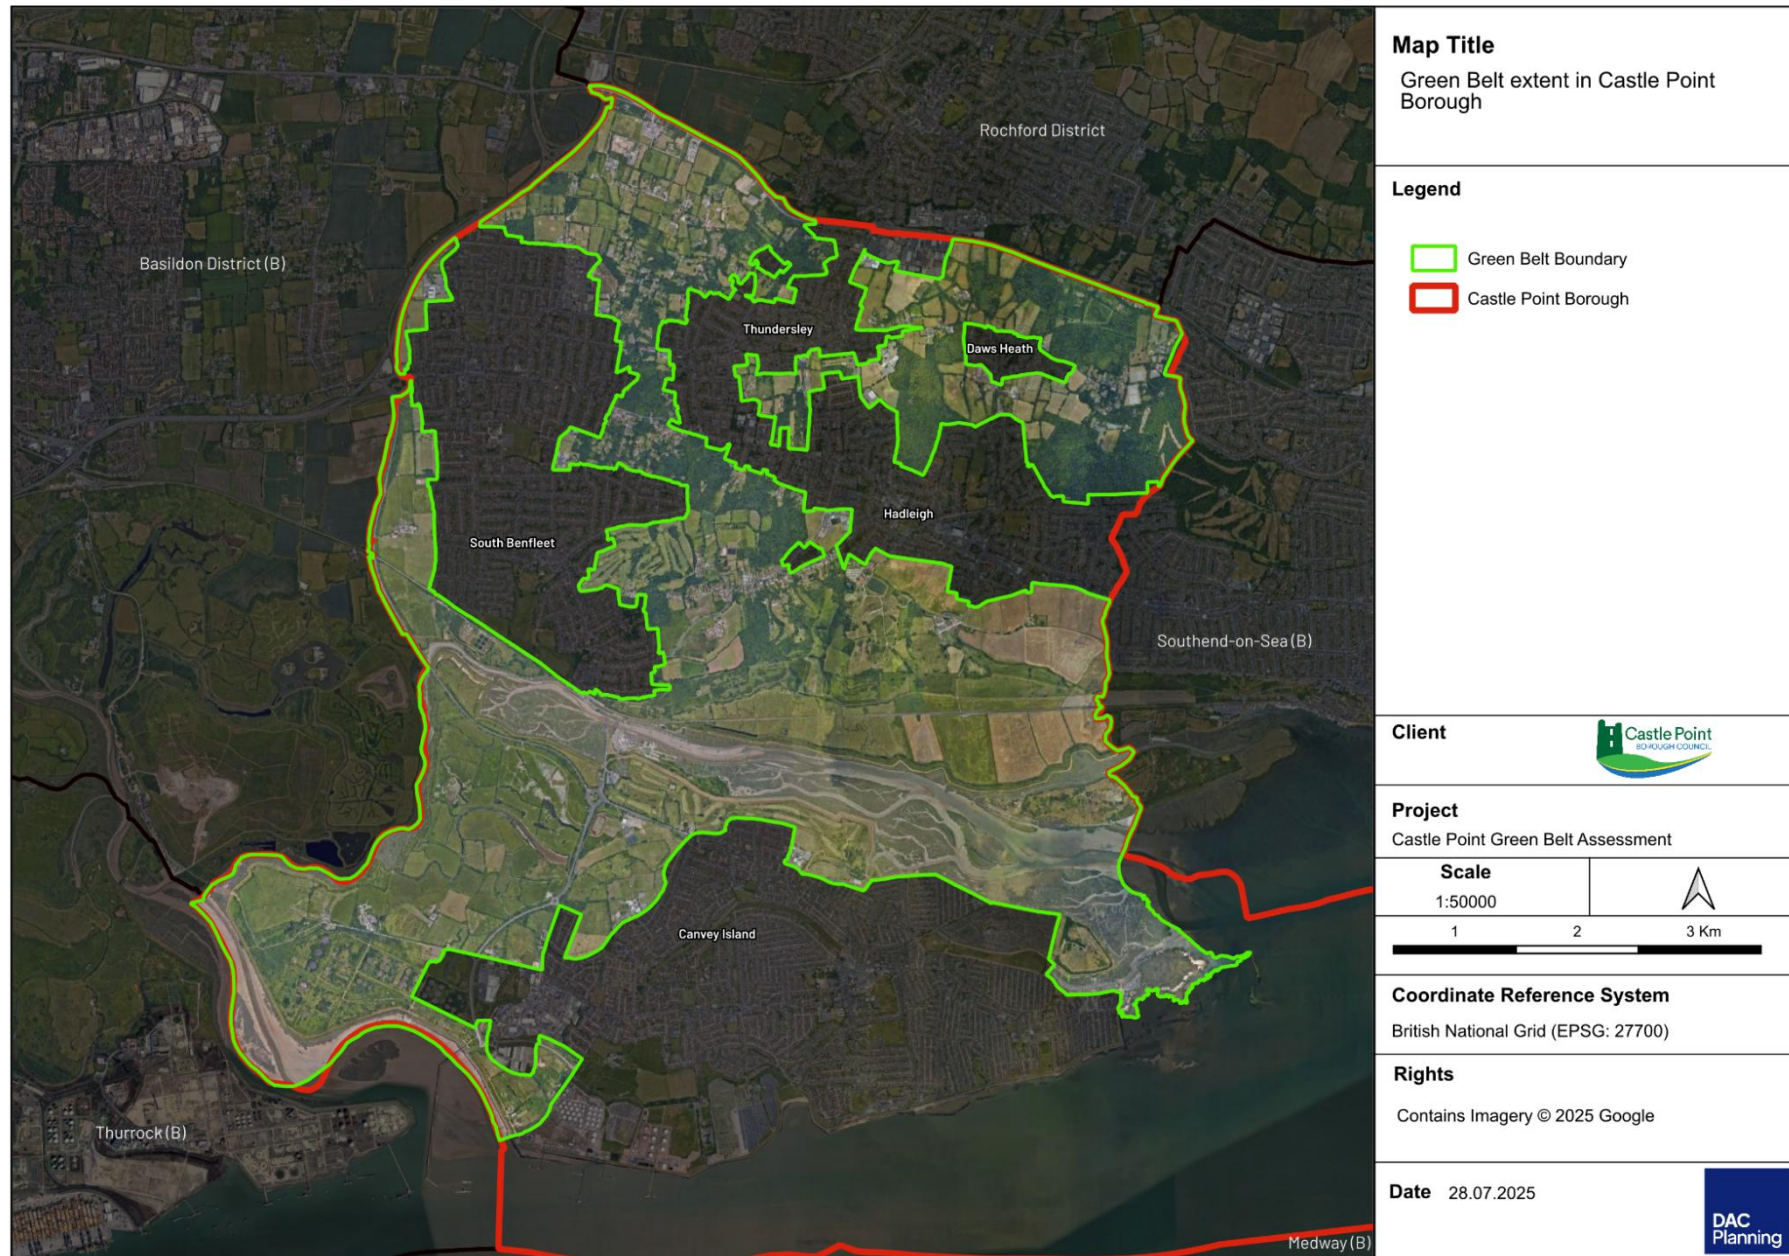 Map Title
Green Belt extent in Castle Point
Borough
Legend
Green Belt Boundary
Castle Point Borough
Client
Castle Point
BOROUGH COUNCIL
Project
Castle Point Green Belt Assessment
Scale
1:50000
1 2 3 Km
Coordinate Reference System
British National Grid (EPSG: 27700)
Rights
Contains Imagery © 2025 Google
Date 28.07.2025
DAC
Planning
Rochford District
Basildon District (B)
Thundersley
Daws Heath
Hadleigh
South Benfleet
Southend-on-Sea (B)
Canvey Island
Thurrock (B)
Medway (B)